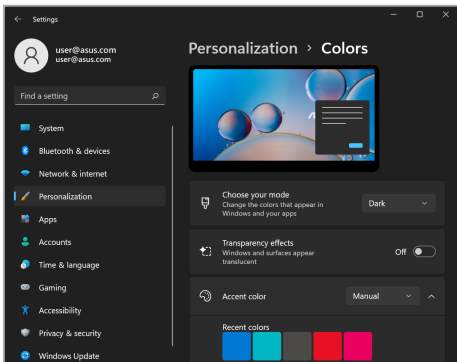 Settings
user@asus.com
user@asus.com
Find a setting
System
Bluetooth & devices
Network & internet
Personalization
Apps
Accounts
Time & language
Gaming
Accessibility
Privacy & security
Windows Update
Personalization > Colors
Choose your mode
Change the colors that appear in
Windows and your apps
Dark
Transparency effects
Windows and surfaces appear
translucent
Off
Accent color
Manual
Recent colors